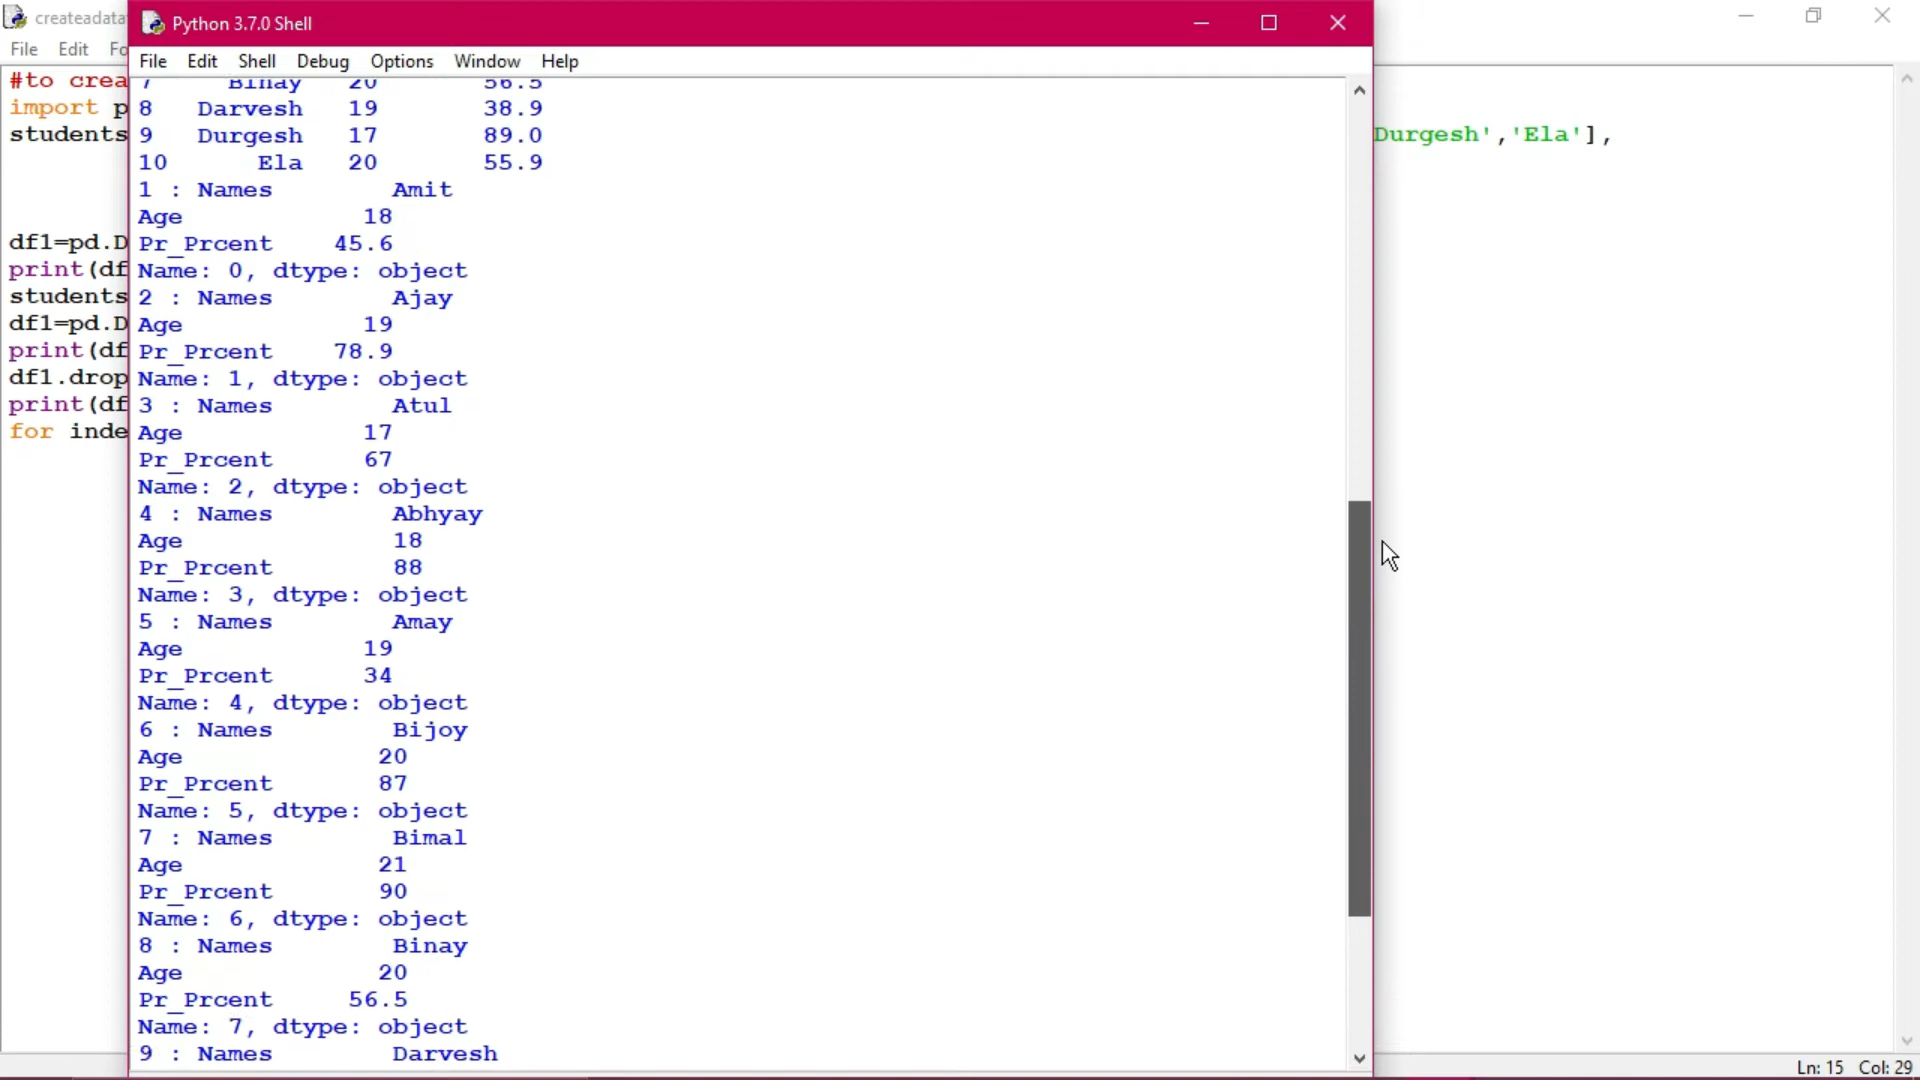 createadata
Python 3.7.0 Shell
File Edit Fo
File Edit Shell Debug Options Window Help
#to crea
import p
students
Durgesh','Ela'],
df1=pd.D
print(df
students
df1=pd.D
print(df
df1.drop
print(df
for inde
7 Binay 20 56.5
8 Darvesh 19 38.9
9 Durgesh 17 89.0
10 Ela 20 55.9
1 : Names Amit
Age 18
Pr_Prcent 45.6
Name: 0, dtype: object
2 : Names Ajay
Age 19
Pr_Prcent 78.9
Name: 1, dtype: object
3 : Names Atul
Age 17
Pr_Prcent 67
Name: 2, dtype: object
4 : Names Abhyay
Age 18
Pr_Prcent 88
Name: 3, dtype: object
5 : Names Amay
Age 19
Pr_Prcent 34
Name: 4, dtype: object
6 : Names Bijoy
Age 20
Pr_Prcent 87
Name: 5, dtype: object
7 : Names Bimal
Age 21
Pr_Prcent 90
Name: 6, dtype: object
8 : Names Binay
Age 20
Pr_Prcent 56.5
Name: 7, dtype: object
9 : Names Darvesh
Ln: 15 Col: 29